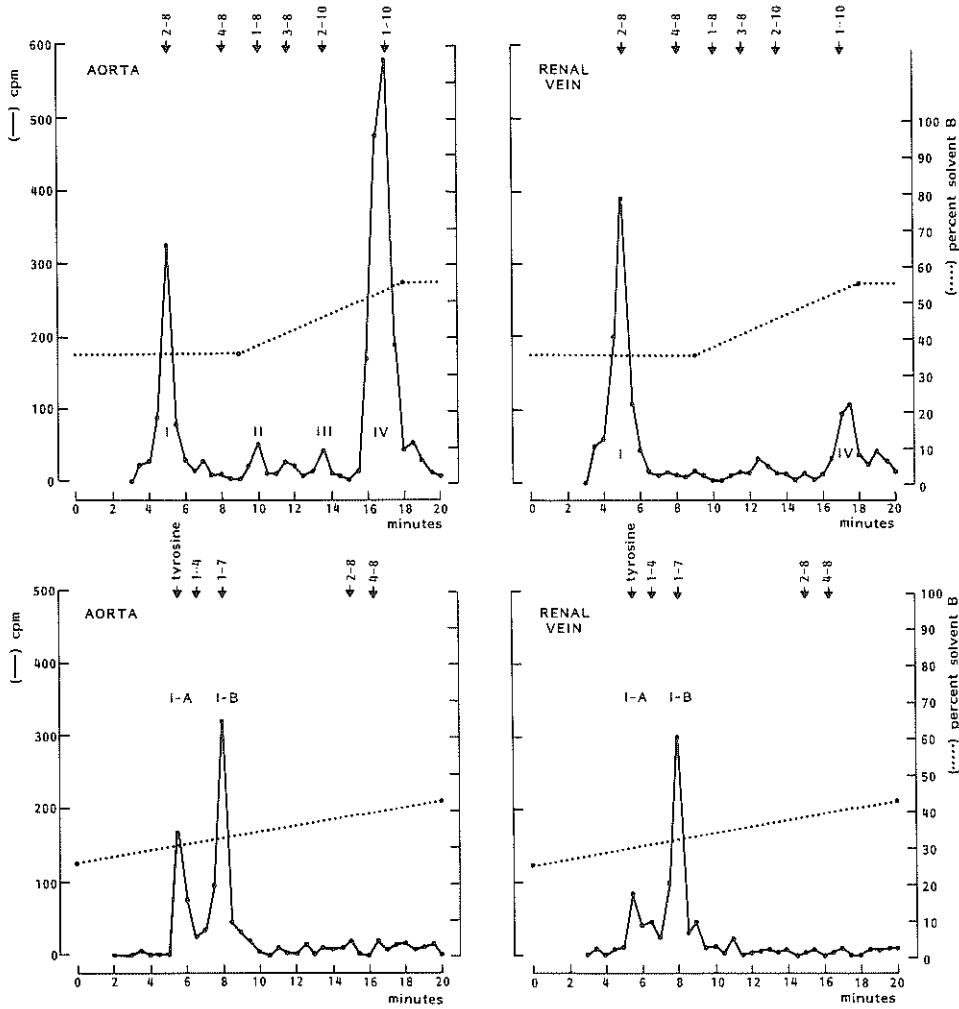 2-8 4-8 1-8 3-8 2-10 1-10
600 500 400 300 200 100 0
(—) cpm
AORTA
I II III IV
0 2 4 6 8 10 12 14 16 18 20
minutes
2-8 4-8 1-8 3-8 2-10 1-10
RENAL
VEIN
I IV
100 90 80 70 60 50 40 30 20 10 0
(·····) percent solvent B
0 2 4 6 8 10 12 14 16 18 20
minutes
tyrosine 1-4 1-7 2-8 4-8
500 400 300 200 100 0
(—) cpm
AORTA
I-A I-B
0 2 4 6 8 10 12 14 16 18 20
minutes
tyrosine 1-4 1-7 2-8 4-8
RENAL
VEIN
I-A I-B
100 90 80 70 60 50 40 30 20 10 0
(·····) percent solvent B
0 2 4 6 8 10 12 14 16 18 20
minutes